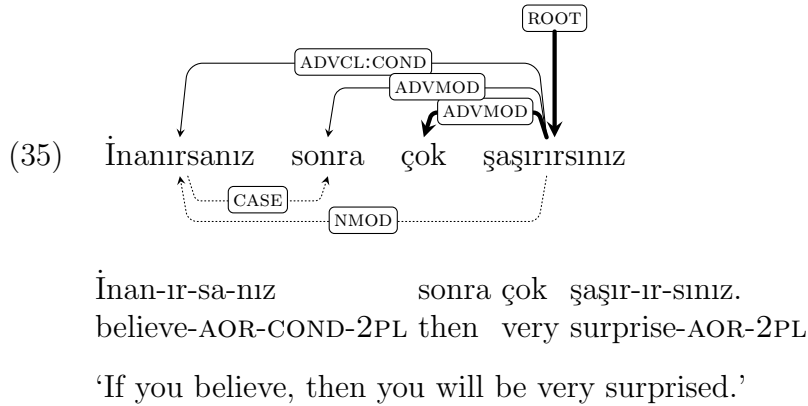 ROOT
ADVCL:COND
ADVMOD
ADVMOD
(35) İnanırsanız sonra çok şaşırırsınız
CASE
NMOD
İnan-ır-sa-nız sonra çok şaşır-ır-sınız.
believe-AOR-COND-2PL then very surprise-AOR-2PL
‘If you believe, then you will be very surprised.’